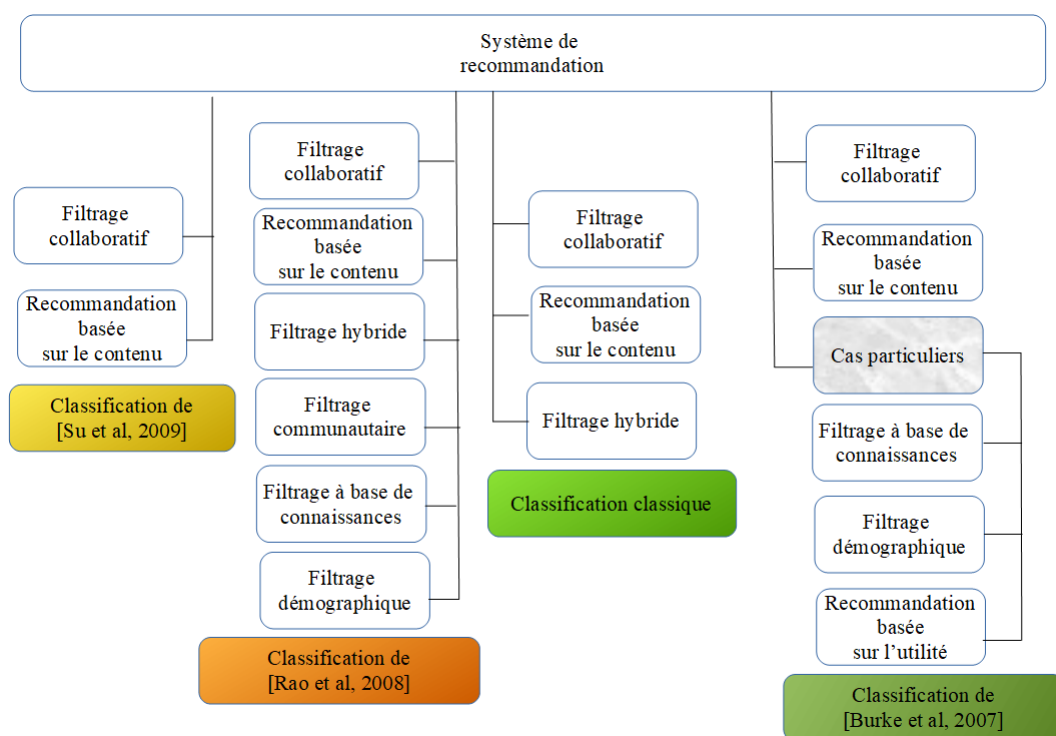 Système de
recommandation
Filtrage
collaboratif
Recommandation
basée
sur le contenu
Classification de
[Su et al, 2009]
Filtrage
collaboratif
Recommandation
basée
sur le contenu
Filtrage hybride
Filtrage
communautaire
Filtrage à base de
connaissances
Filtrage
démographique
Classification de
[Rao et al, 2008]
Filtrage
collaboratif
Recommandation
basée
sur le contenu
Filtrage hybride
Classification classique
Filtrage
collaboratif
Recommandation
basée
sur le contenu
Cas particuliers
Filtrage à base de
connaissances
Filtrage
démographique
Recommandation
basée
sur l’utilité
Classification de
[Burke et al, 2007]